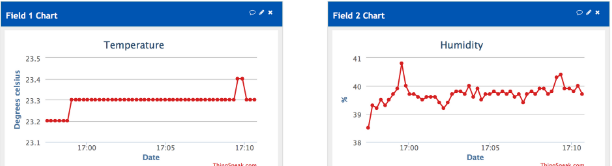 Field 1 Chart
Temperature
Degrees celsius
23.5
23.4
23.3
23.2
23.1
17:00
17:05
17:10
Date
ThingSpeak.com
Field 2 Chart
Humidity
%
41
40
39
38
17:00
17:05
17:10
Date
ThingSpeak.com